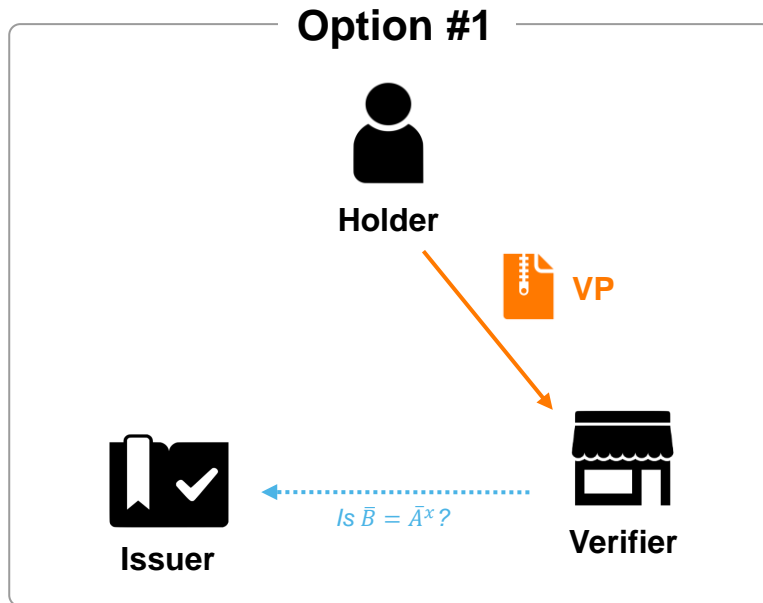 Option #1
Holder
VP
Is B̄ = Āˣ?
Issuer
Verifier